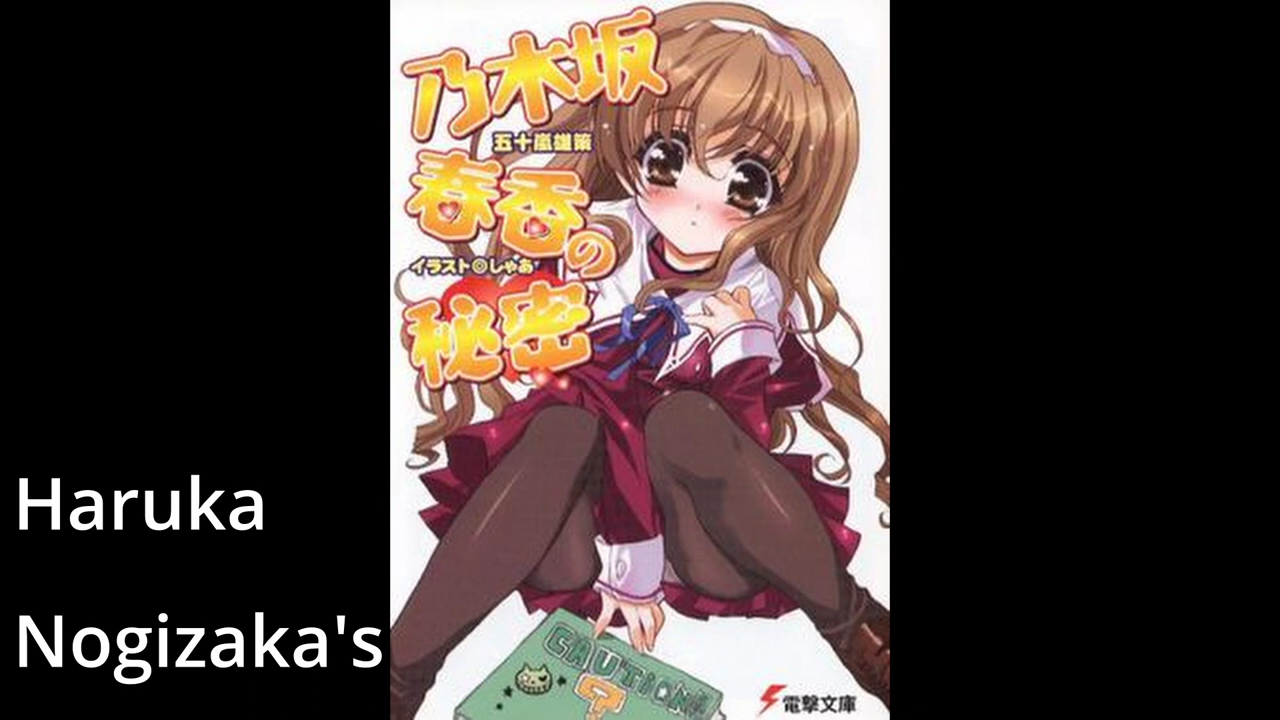 乃木坂
五十嵐雄策
春香の
イラスト◎しゃあ
秘密
Haruka
Nogizaka's
CAUTION
?
電撃文庫